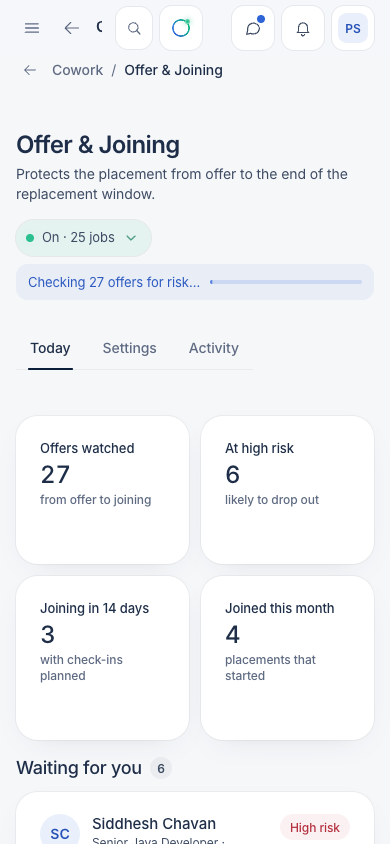 PS
Cowork / Offer & Joining
Offer & Joining
Protects the placement from offer to the end of the
replacement window.
On · 25 jobs
Checking 27 offers for risk...
Today Settings Activity
Offers watched
27
from offer to joining
At high risk
6
likely to drop out
Joining in 14 days
3
with check-ins
planned
Joined this month
4
placements that
started
Waiting for you 6
SC
Siddhesh Chavan
High risk
Senior Java Developer ·